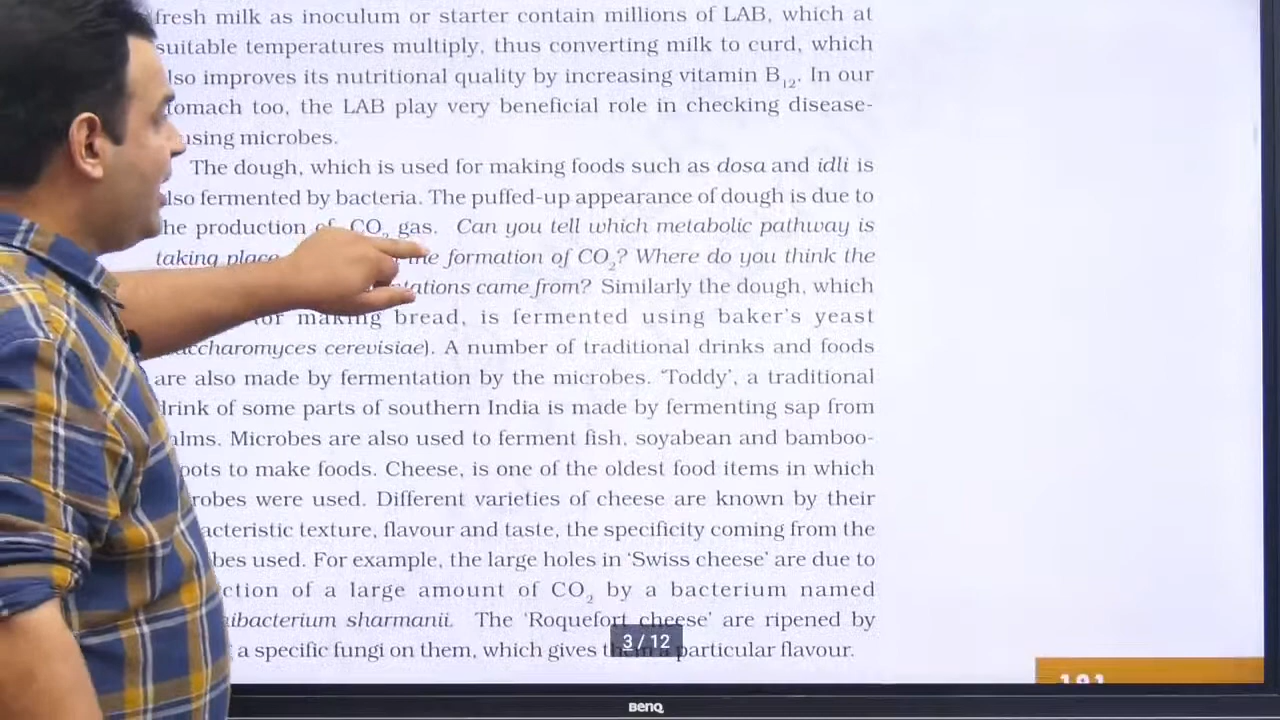 fresh milk as inoculum or starter contain millions of LAB, which at
suitable temperatures multiply, thus converting milk to curd, which
lso improves its nutritional quality by increasing vitamin B12. In our
tomach too, the LAB play very beneficial role in checking disease-
using microbes.
The dough, which is used for making foods such as dosa and idli is
lso fermented by bacteria. The puffed-up appearance of dough is due to
he production of CO2 gas. Can you tell which metabolic pathway is
taking place the formation of CO2? Where do you think the
ntations came from? Similarly the dough, which
or making bread, is fermented using baker's yeast
accharomyces cerevisiae). A number of traditional drinks and foods
are also made by fermentation by the microbes. 'Toddy', a traditional
drink of some parts of southern India is made by fermenting sap from
alms. Microbes are also used to ferment fish, soyabean and bamboo-
oots to make foods. Cheese, is one of the oldest food items in which
robes were used. Different varieties of cheese are known by their
acteristic texture, flavour and taste, the specificity coming from the
bes used. For example, the large holes in 'Swiss cheese' are due to
ction of a large amount of CO2 by a bacterium named
ibacterium sharmanii. The 'Roquefort cheese' are ripened by
a specific fungi on them, which gives them a particular flavour.
3 / 12
191
BenQ